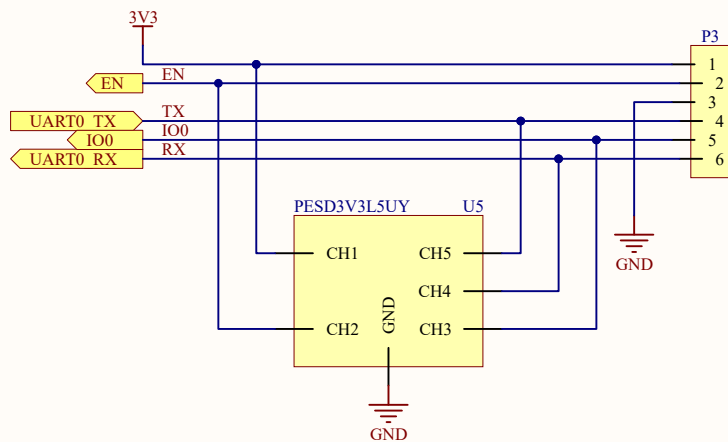 3V3
P3
1
EN
EN
2
3
UART0_TX
TX
4
IO0
IO0
5
UART0_RX
RX
6
PESD3V3L5UY
U5
CH1
CH5
GND
CH4
CH2
GND
CH3
GND